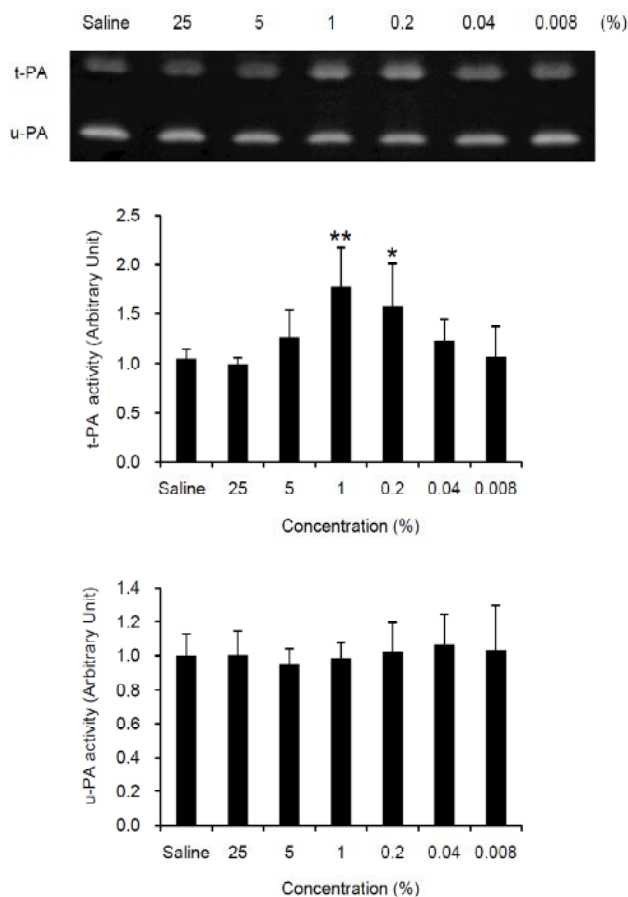 Saline 25 5 1 0.2 0.04 0.008 (%)
t-PA
u-PA
t-PA activity (Arbitrary Unit)
2.5
2.0
1.5
1.0
0.5
0.0
** *
Saline 25 5 1 0.2 0.04 0.008
Concentration (%)
u-PA activity (Arbitrary Unit)
1.4
1.2
1.0
0.8
0.6
0.4
0.2
0.0
Saline 25 5 1 0.2 0.04 0.008
Concentration (%)